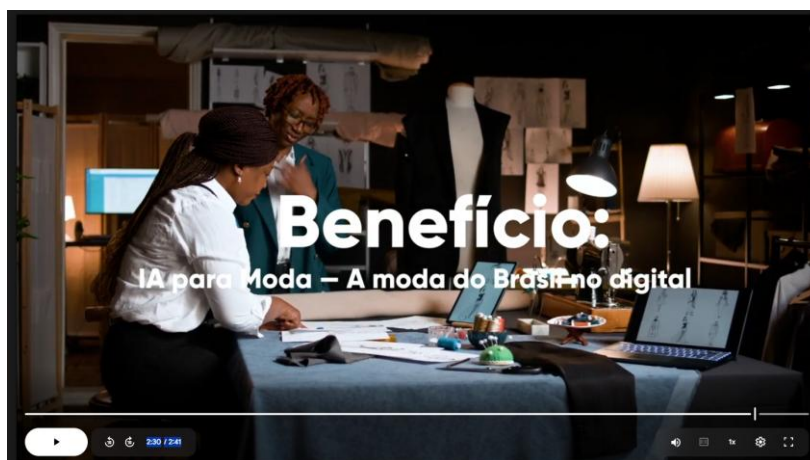 Benefício:
IA para Moda — A moda do Brasil no digital
2:30 / 2:41
1x